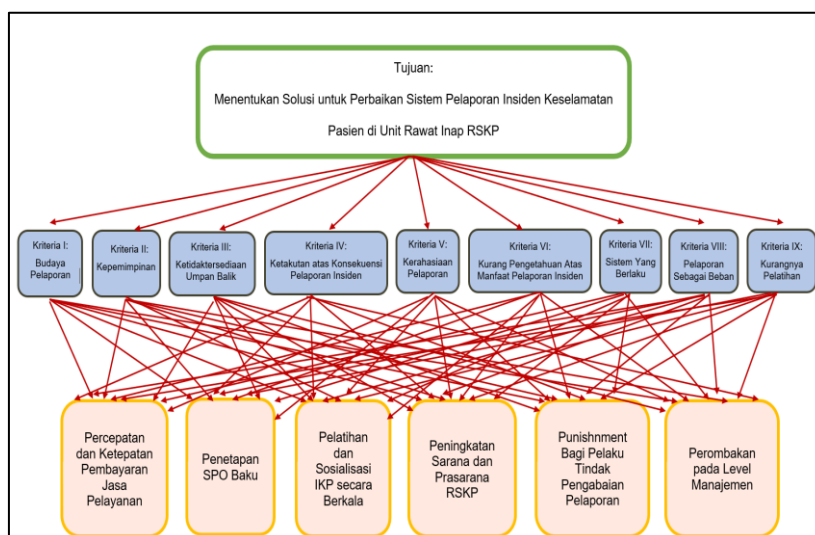 Tujuan:
Menentukan Solusi untuk Perbaikan Sistem Pelaporan Insiden Keselamatan
Pasien di Unit Rawat Inap RSKP
Kriteria I:
Budaya
Pelaporan
Kriteria II:
Kepemimpinan
Kriteria III:
Ketidaktersediaan
Umpan Balik
Kriteria IV:
Ketakutan atas Konsekuensi
Pelaporan Insiden
Kriteria V:
Kerahasiaan
Pelaporan
Kriteria VI:
Kurang Pengetahuan Atas
Manfaat Pelaporan Insiden
Kriteria VII:
Sistem Yang
Berlaku
Kriteria VIII:
Pelaporan
Sebagai Beban
Kriteria IX:
Kurangnya
Pelatihan
Percepatan
dan Ketepatan
Pembayaran
Jasa
Pelayanan
Penetapan
SPO Baku
Pelatihan
dan
Sosialisasi
IKP secara
Berkala
Peningkatan
Sarana dan
Prasarana
RSKP
Punishnment
Bagi Pelaku
Tindak
Pengabaian
Pelaporan
Perombakan
pada Level
Manajemen